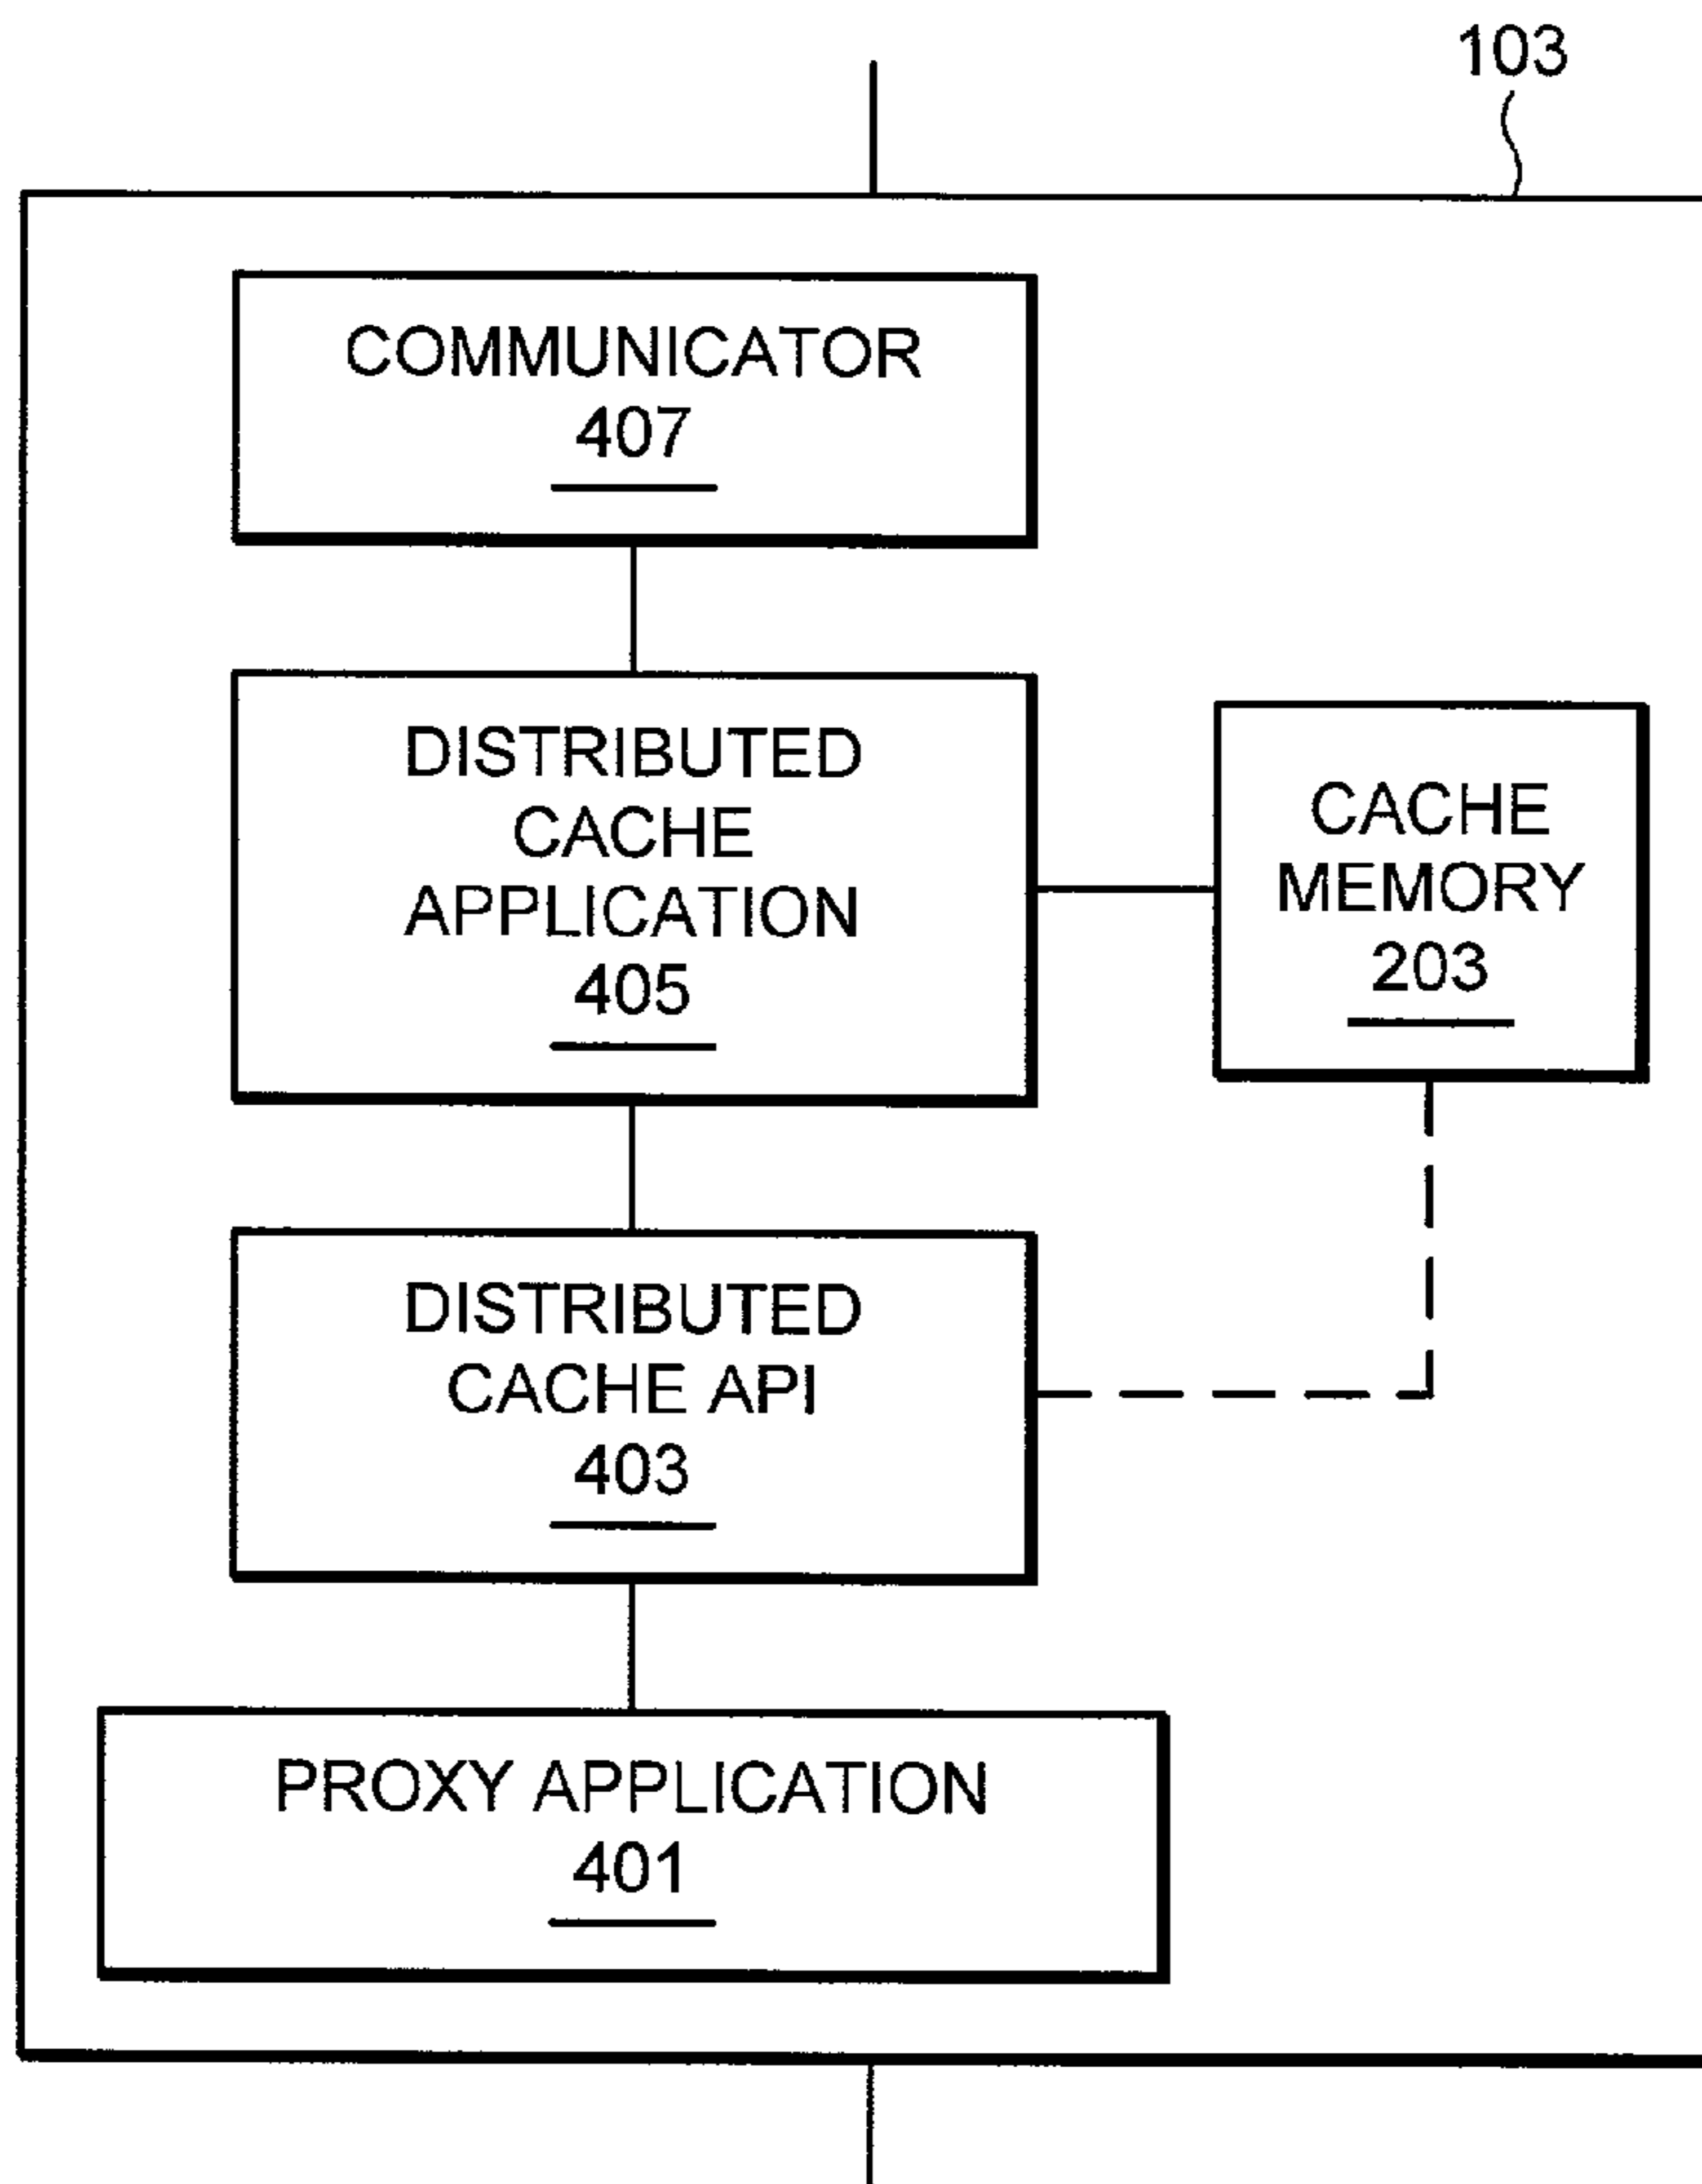 103
COMMUNICATOR
407
DISTRIBUTED
CACHE
APPLICATION
405
CACHE
MEMORY
203
DISTRIBUTED
CACHE API
403
PROXY APPLICATION
401